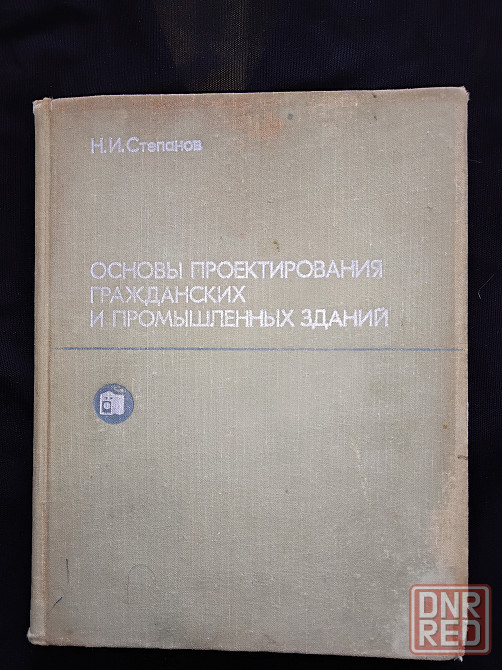 Н.И.Степанов
ОСНОВЫ ПРОЕКТИРОВАНИЯ
ГРАЖДАНСКИХ
И ПРОМЫШЛЕННЫХ ЗДАНИЙ
DNR
RED